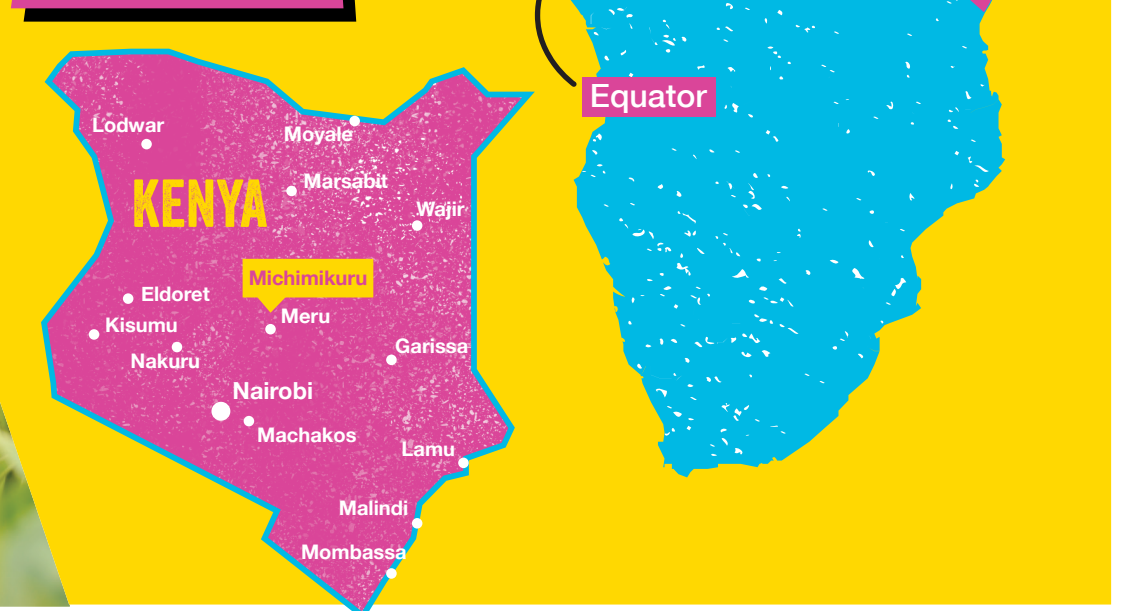 Equator
Lodwar
Moyale
KENYA
Marsabit
Wajir
Michimikuru
Eldoret
Meru
Kisumu
Nakuru
Garissa
Nairobi
Machakos
Lamu
Malindi
Mombassa